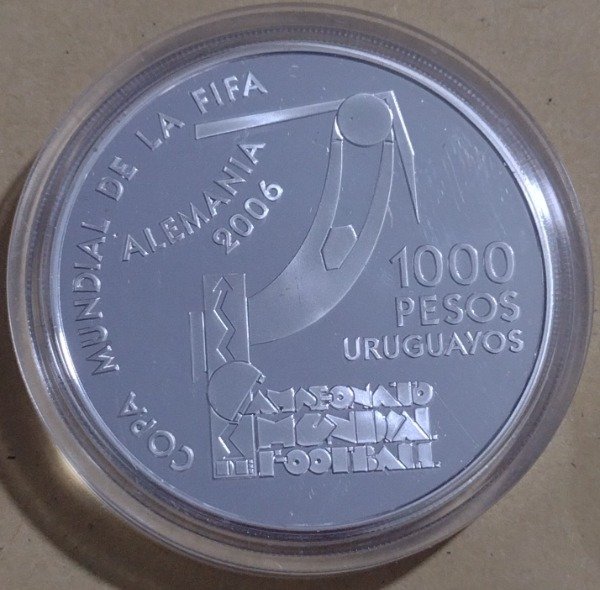 COPA MUNDIAL DE LA FIFA
ALEMANIA
2006
1000
PESOS
URUGUAYOS
CAMPEONATO
MUNDIAL
DE FOOTBALL